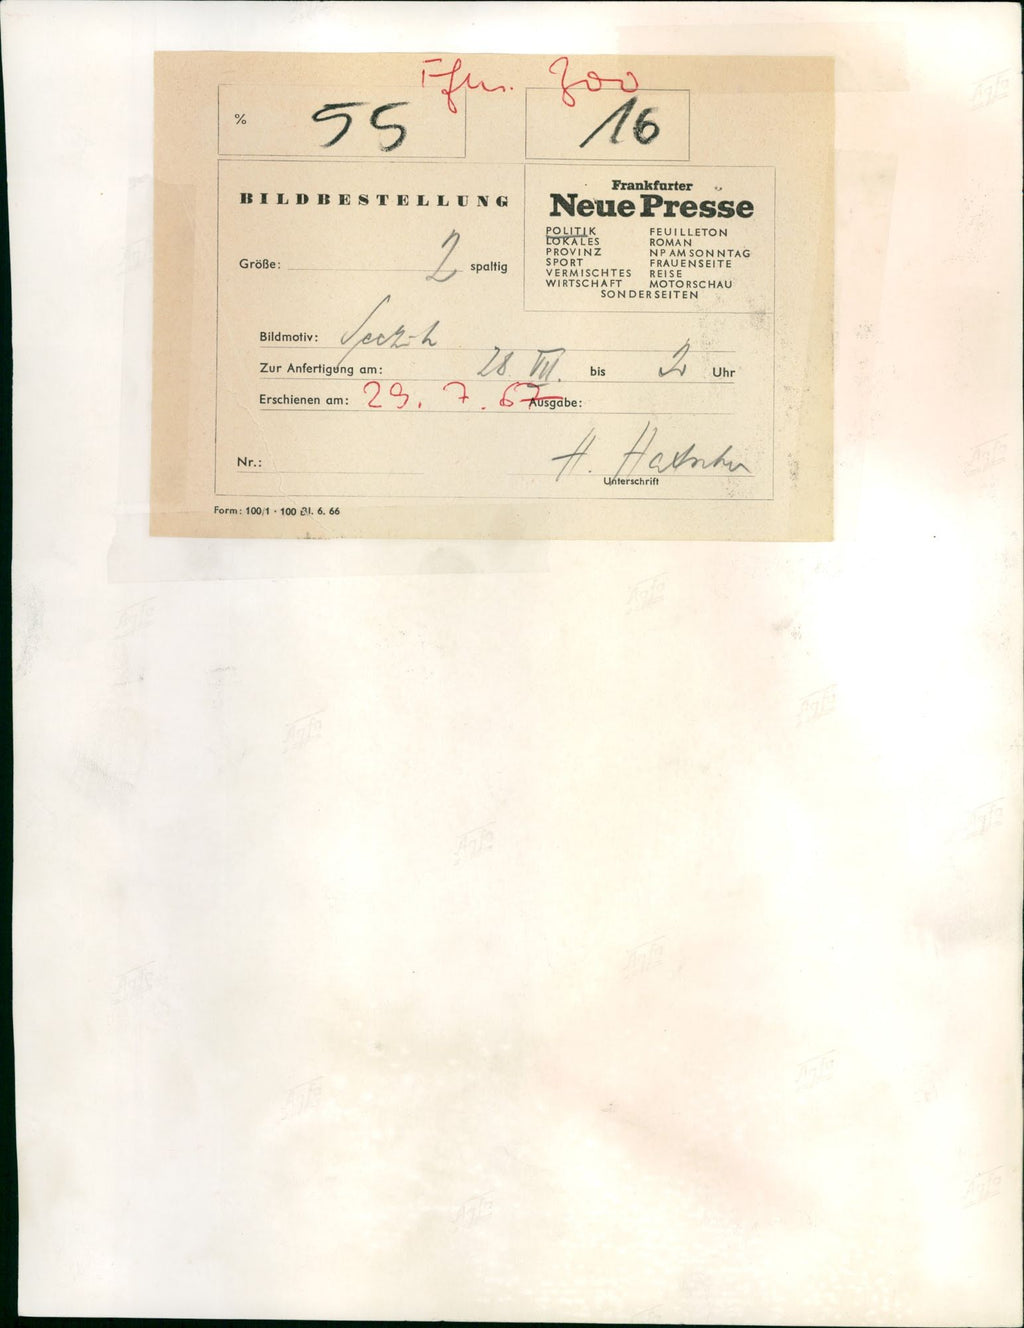 Ffm. Zoo
% 55
16
BILDBESTELLUNG
Größe: 2 spaltig
Frankfurter
Neue Presse
POLITIK FEUILLETON
LOKALES ROMAN
PROVINZ NP AM SONNTAG
SPORT FRAUENSEITE
VERMISCHTES REISE
WIRTSCHAFT MOTORSCHAU
SONDERSEITEN
Bildmotiv:
Zur Anfertigung am: 28. VII. bis 2 Uhr
Erschienen am: 29. 7. 67 Ausgabe:
Nr.: H.
Unterschrift
Form: 100/1 · 100 Bl. 6. 66
Agfa